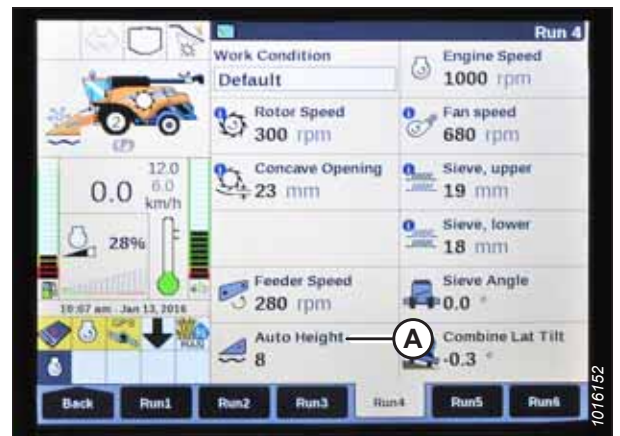 Run 4
Work Condition
Default
Engine Speed
1000 rpm
Rotor Speed
300 rpm
Fan speed
680 rpm
Concave Opening
23 mm
Sieve, upper
19 mm
Sieve, lower
18 mm
Feeder Speed
280 rpm
Sieve Angle
0.0 °
Auto Height
8
A
Combine Lat Tilt
-0.3 °
2
(P)
12.0
0.0 6.0
km/h
28%
10:07 am - Jan 13, 2016
GPS
MAN
Back Run1 Run2 Run3 Run4 Run5 Run6
1016152